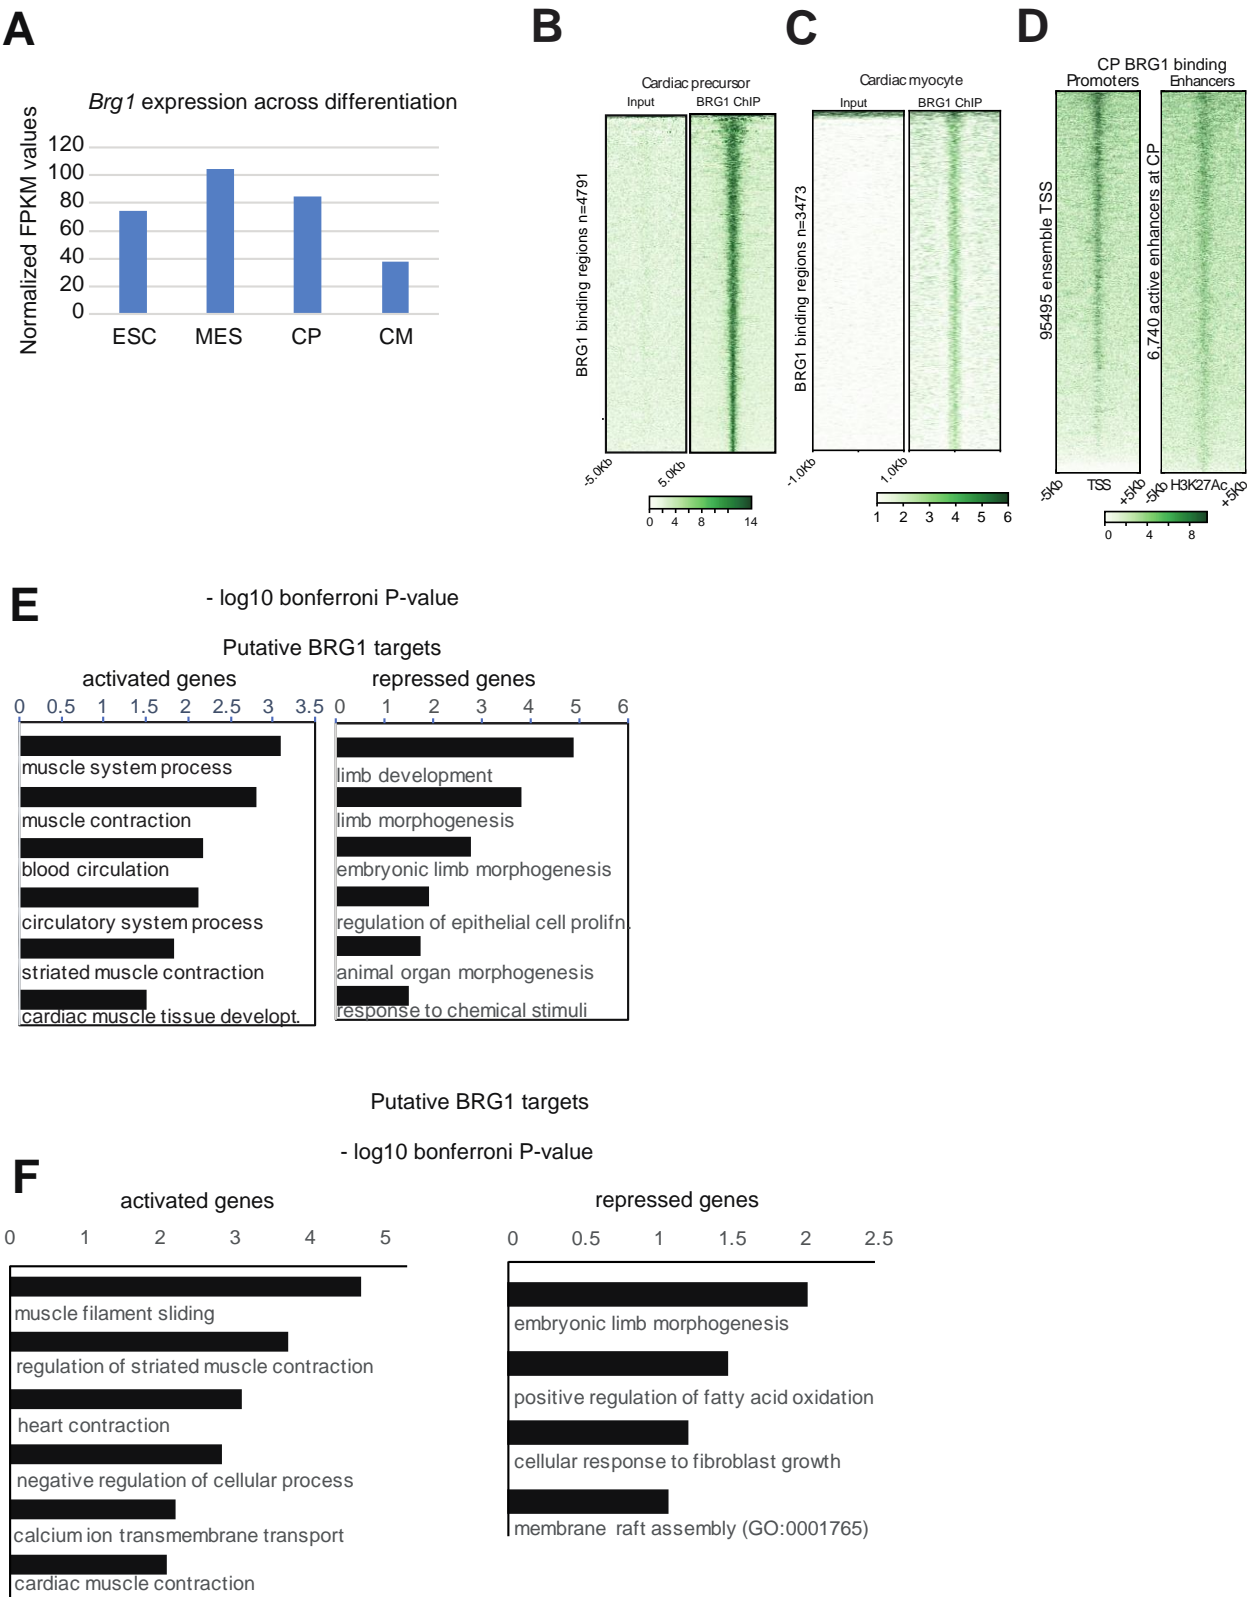 A
Brg1 expression across differentiation
Normalized FPKM values
120
100
80
60
40
20
0
ESC MES CP CM
B
Cardiac precursor
Input BRG1 ChIP
BRG1 binding regions n=4791
-5.0Kb 5.0Kb
0 4 8 14
C
Cardiac myocyte
Input BRG1 ChIP
BRG1 binding regions n=3473
-1.0Kb 1.0Kb
1 2 3 4 5 6
D
CP BRG1 binding
Promoters Enhancers
95495 ensemble TSS
6,740 active enhancers at CP
-5Kb TSS +5Kb -5Kb H3K27Ac +5Kb
0 4 8
E
- log10 bonferroni P-value
Putative BRG1 targets
activated genes
0 0.5 1 1.5 2 2.5 3 3.5
muscle system process
muscle contraction
blood circulation
circulatory system process
striated muscle contraction
cardiac muscle tissue developt.
repressed genes
0 1 2 3 4 5 6
limb development
limb morphogenesis
embryonic limb morphogenesis
regulation of epithelial cell prolifn.
animal organ morphogenesis
response to chemical stimuli
Putative BRG1 targets
- log10 bonferroni P-value
F
activated genes
0 1 2 3 4 5
muscle filament sliding
regulation of striated muscle contraction
heart contraction
negative regulation of cellular process
calcium ion transmembrane transport
cardiac muscle contraction
repressed genes
0 0.5 1 1.5 2 2.5
embryonic limb morphogenesis
positive regulation of fatty acid oxidation
cellular response to fibroblast growth
membrane raft assembly (GO:0001765)